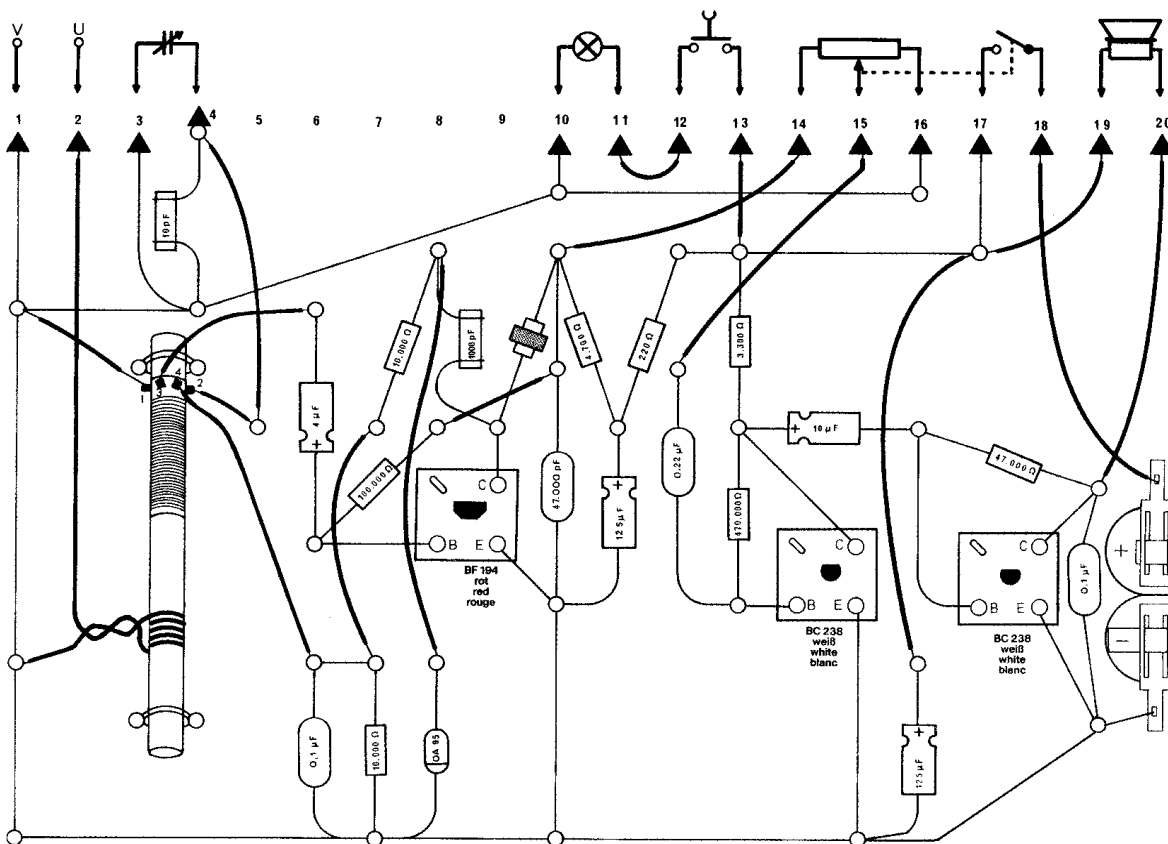 V
U
1
2
3
4
5
6
7
8
9
10
11
12
13
14
15
16
17
18
19
20
10 pF
10.000 Ω
1000 pF
4.700 Ω
220 Ω
3.300 Ω
1
3
4
2
4 µF
+
100.000 Ω
47.000 pF
+
12 5 µF
0,22 µF
470.000 Ω
+
10 µF
47.000 Ω
C
B
E
BF 194
rot
red
rouge
C
B
E
BC 238
weiß
white
blanc
C
B
E
BC 238
weiß
white
blanc
0,1 µF
+
−
0,1 µF
10.000 Ω
OA 95
+
12,5 µF